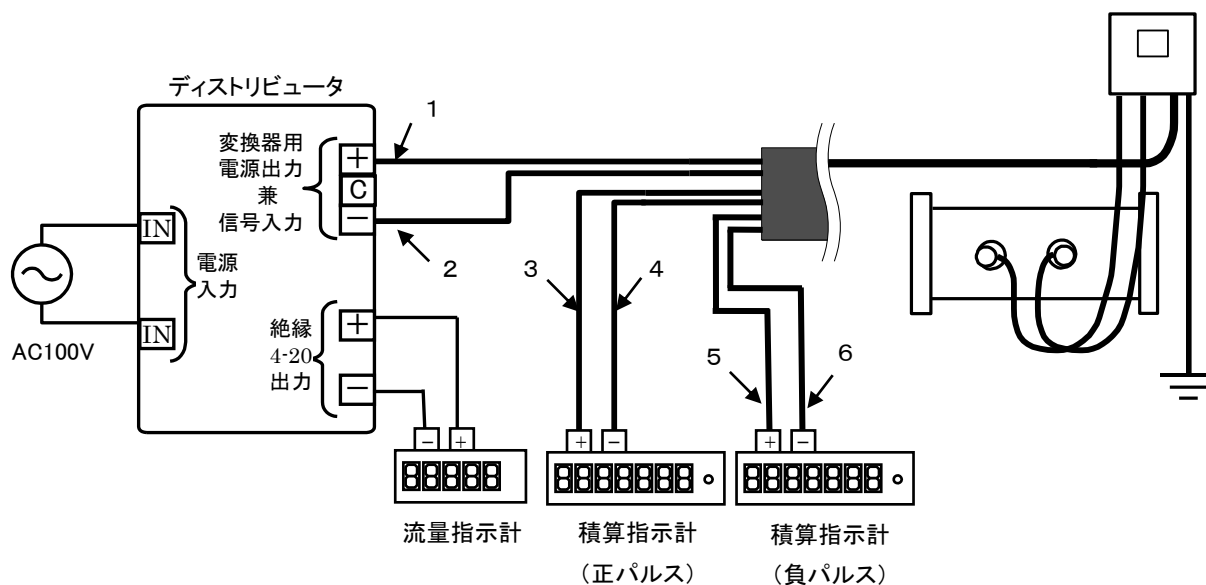 ディストリビュータ
変換器用
電源出力
兼
信号入力
+
C
−
1
2
IN
IN
電源
入力
AC100V
絶縁
4-20
出力
+
−
3
4
5
6
− +
+ −
+ −
88888
8888888
8888888
流量指示計
積算指示計
（正パルス）
積算指示計
（負パルス）